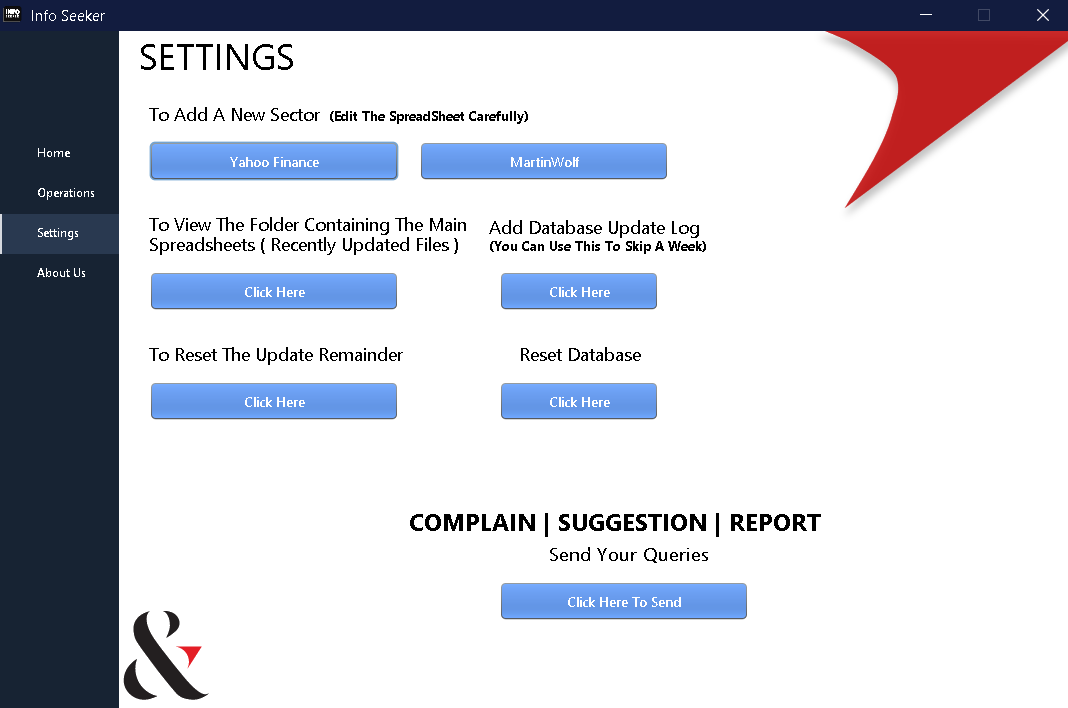 INFO
SEEKER
Info Seeker
SETTINGS
To Add A New Sector (Edit The SpreadSheet Carefully)
Home
Yahoo Finance
MartinWolf
Operations
Settings
To View The Folder Containing The Main
Spreadsheets ( Recently Updated Files )
Add Database Update Log
(You Can Use This To Skip A Week)
About Us
Click Here
Click Here
To Reset The Update Remainder
Reset Database
Click Here
Click Here
COMPLAIN | SUGGESTION | REPORT
Send Your Queries
Click Here To Send
&